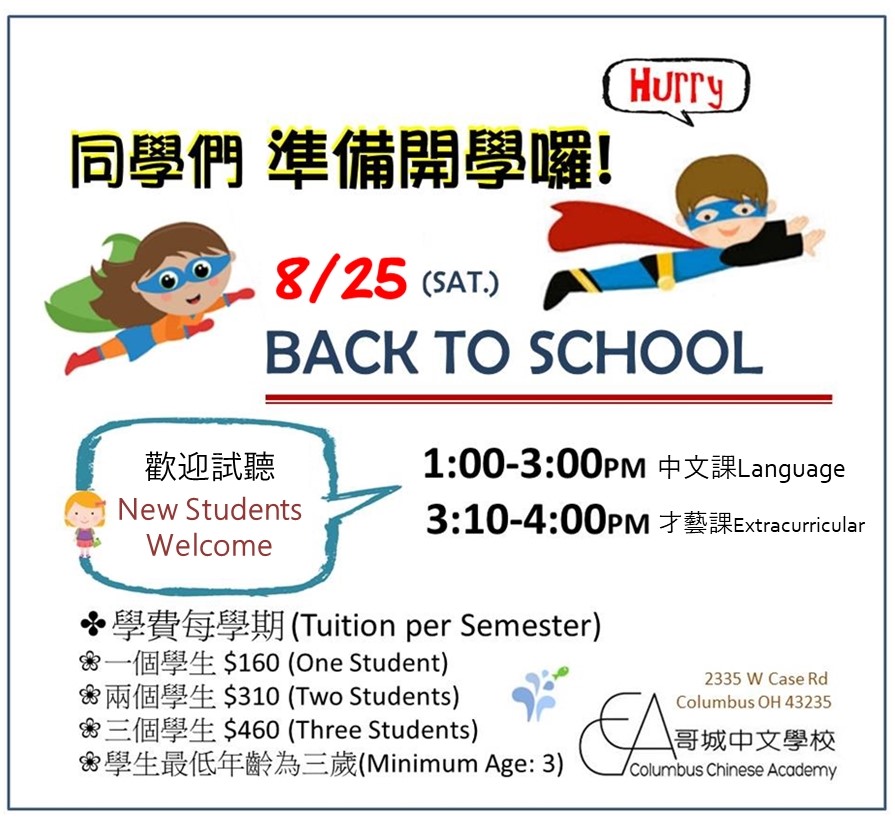 Hurry
同學們 準備開學囉!
8/25 (SAT.)
BACK TO SCHOOL
歡迎試聽
New Students
Welcome
1:00-3:00PM 中文課Language
3:10-4:00PM 才藝課Extracurricular
✤學費每學期(Tuition per Semester)
❀一個學生 $160 (One Student)
❀兩個學生 $310 (Two Students)
❀三個學生 $460 (Three Students)
❀學生最低年齡為三歲(Minimum Age: 3)
2335 W Case Rd
Columbus OH 43235
CEA哥城中文學校
Columbus Chinese Academy